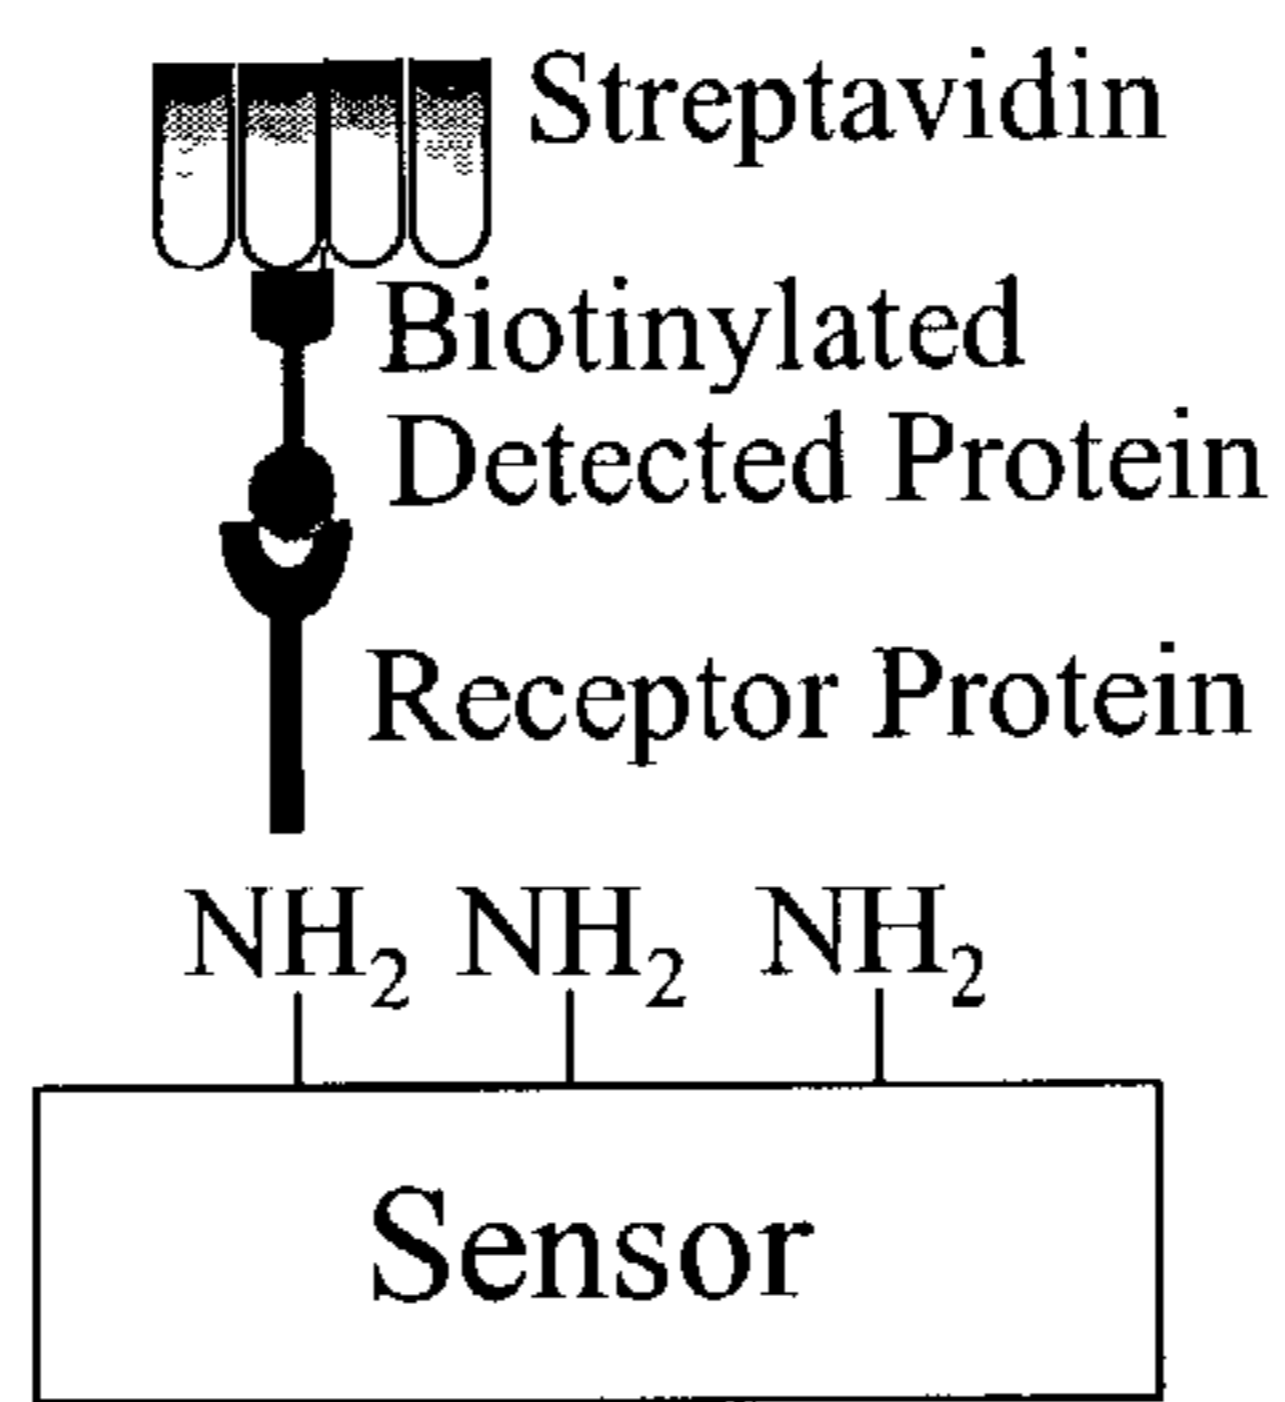 Streptavidin
Biotinylated
Detected Protein
Receptor Protein
NH2 NH2 NH2
Sensor